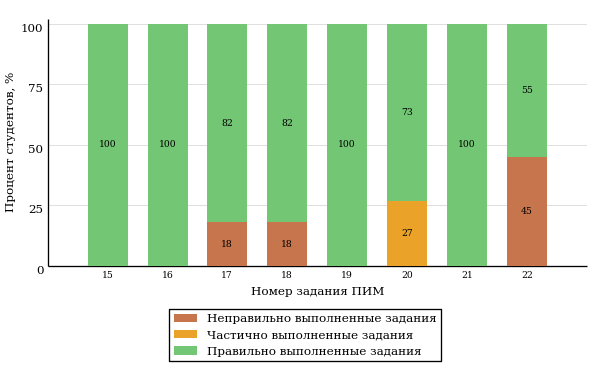 100
75
50
25
0
Процент студентов, %
100
100
82
82
100
73
100
55
18
18
27
45
15 16 17 18 19 20 21 22
Номер задания ПИМ
Неправильно выполненные задания
Частично выполненные задания
Правильно выполненные задания